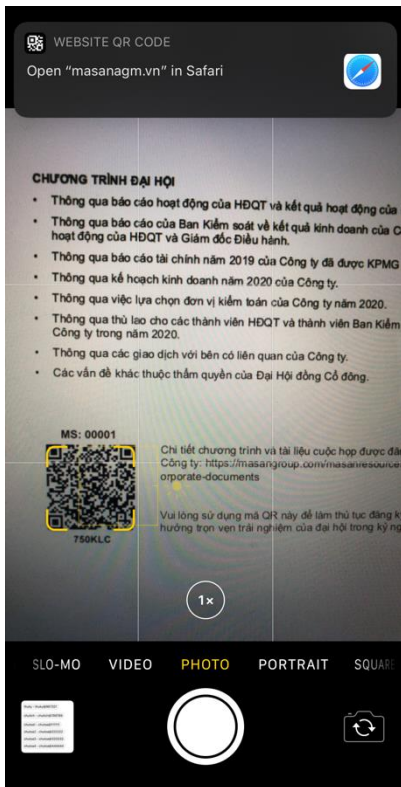 WEBSITE QR CODE
Open “masanagm.vn” in Safari
CHƯƠNG TRÌNH ĐẠI HỘI
• Thông qua báo cáo hoạt động của HĐQT và kết quả hoạt động của
• Thông qua báo cáo của Ban Kiểm soát về kết quả kinh doanh của C
hoạt động của HĐQT và Giám đốc Điều hành.
• Thông qua báo cáo tài chính năm 2019 của Công ty đã được KPMG
• Thông qua kế hoạch kinh doanh năm 2020 của Công ty.
• Thông qua việc lựa chọn đơn vị kiểm toán của Công ty năm 2020.
• Thông qua thù lao cho các thành viên HĐQT và thành viên Ban Kiểm
Công ty trong năm 2020.
• Thông qua các giao dịch với bên có liên quan của Công ty.
• Các vấn đề khác thuộc thẩm quyền của Đại Hội đồng Cổ đông.
MS: 00001
Chi tiết chương trình và tài liệu cuộc họp được đă
Công ty: https://masangroup.com/masanresource
orporate-documents
Vui lòng sử dụng mã QR này để làm thủ tục đăng k
hưởng trọn vẹn trải nghiệm của đại hội trong kỷ ng
750KLC
1×
SLO-MO VIDEO PHOTO PORTRAIT SQUARE